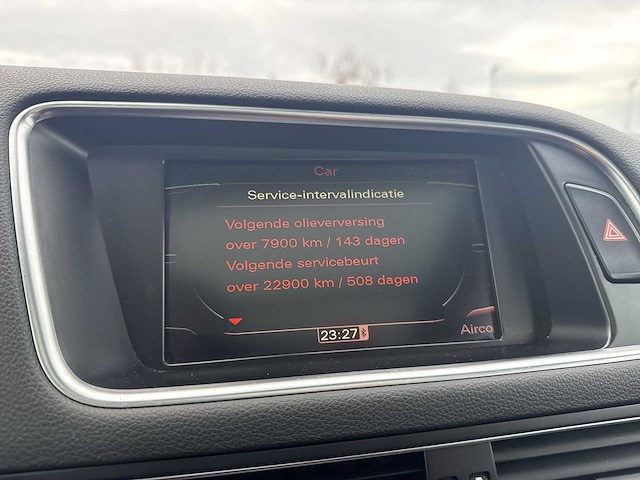 Car
Service-intervalindicatie
Volgende olieverversing
over 7900 km / 143 dagen
Volgende servicebeurt
over 22900 km / 508 dagen
23:27
Airco